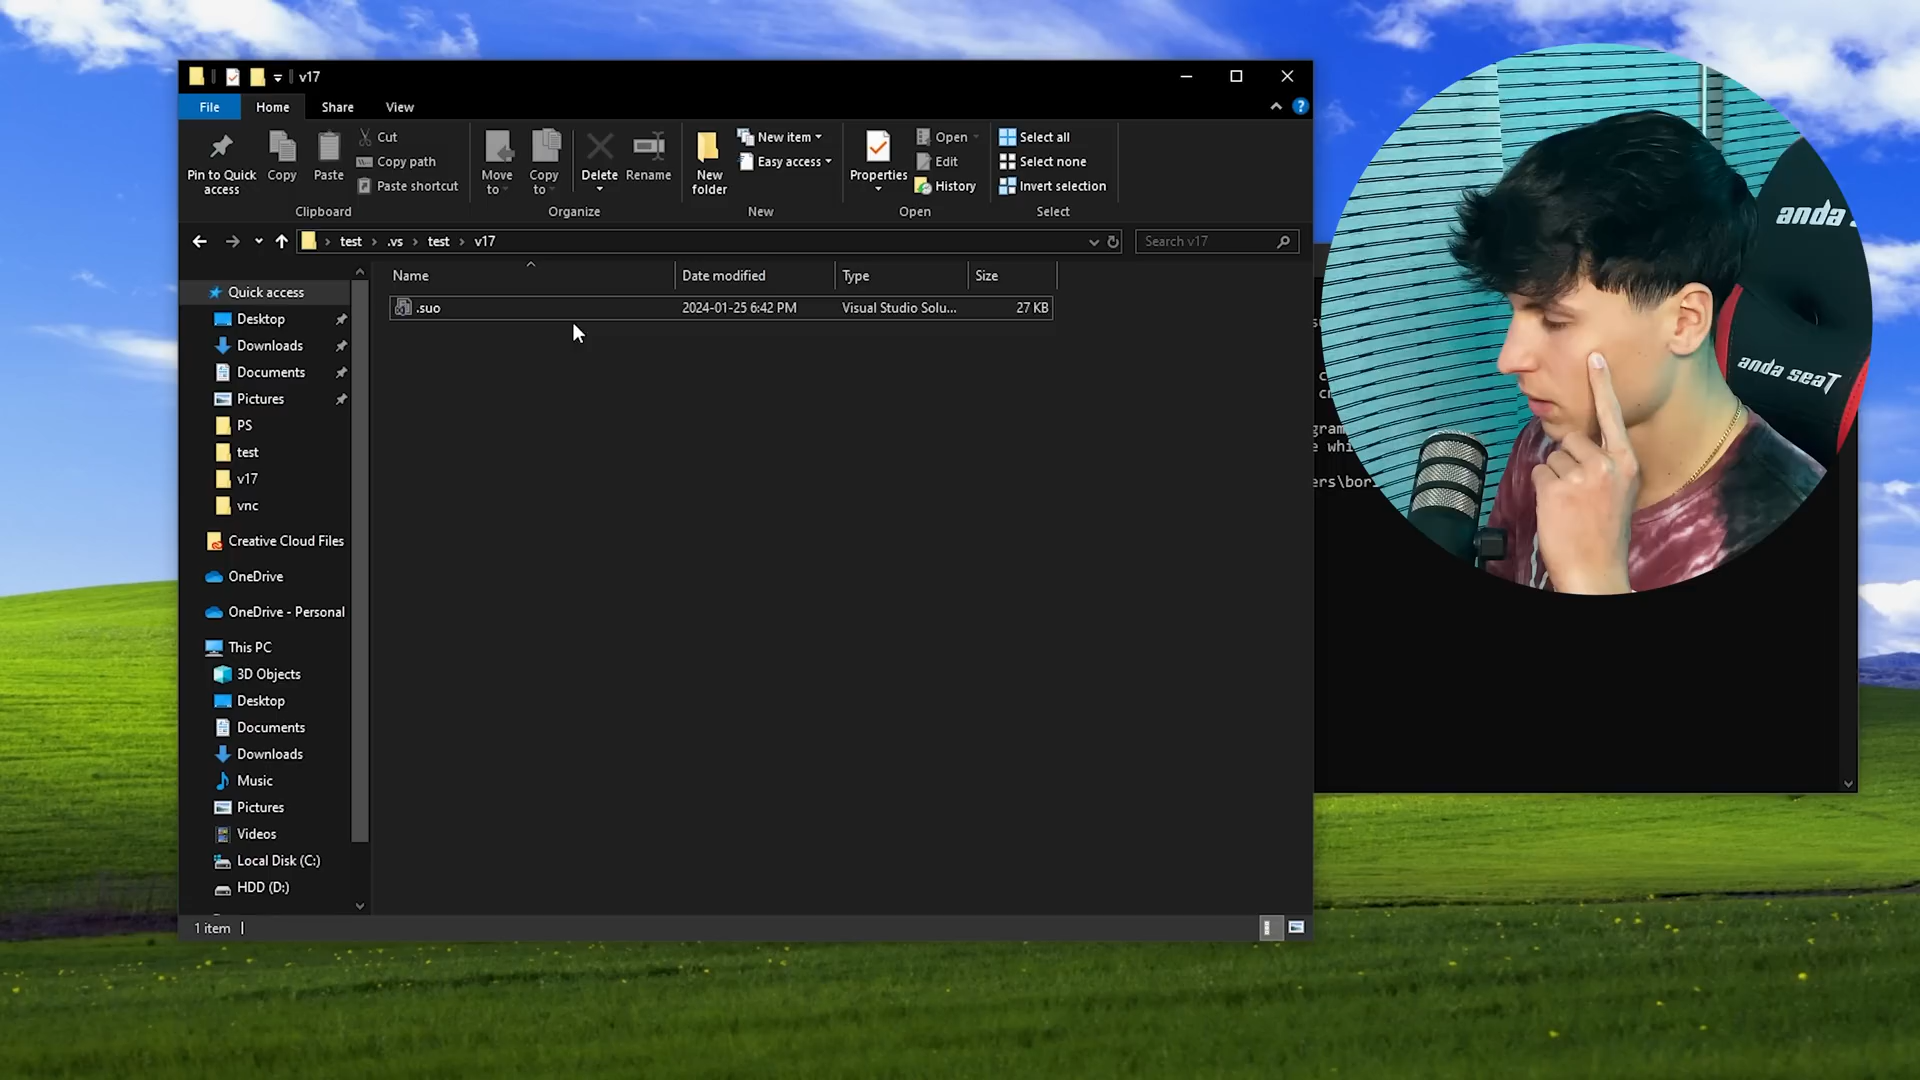 v17
File Home Share View
Pin to Quick access
Copy
Paste
Cut
Copy path
Paste shortcut
Clipboard
Move to
Copy to
Delete
Rename
Organize
New folder
New item
Easy access
New
Properties
Open
Edit
History
Open
Select all
Select none
Invert selection
Select
test .vs test v17
Search v17
Name Date modified Type Size
.suo 2024-01-25 6:42 PM Visual Studio Solu... 27 KB
Quick access
Desktop
Downloads
Documents
Pictures
PS
test
v17
vnc
Creative Cloud Files
OneDrive
OneDrive - Personal
This PC
3D Objects
Desktop
Documents
Downloads
Music
Pictures
Videos
Local Disk (C:)
HDD (D:)
1 item
anda
anda seaT
ers\bori